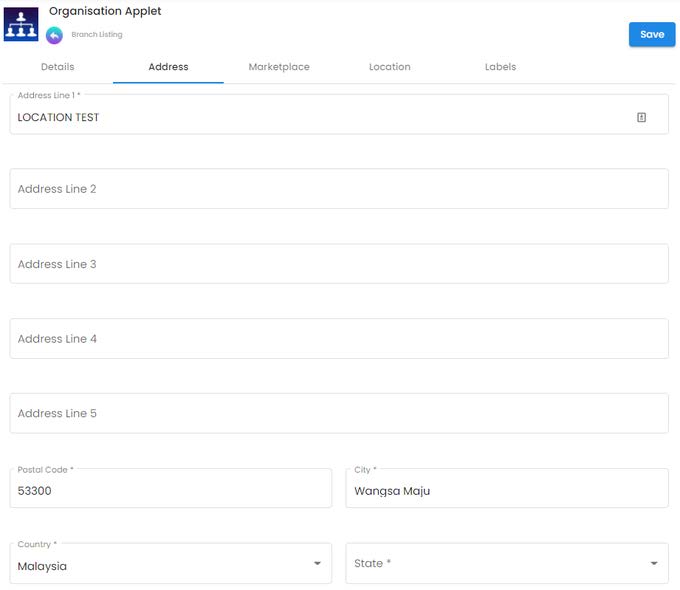 Organisation Applet
Branch Listing
Save
Details Address Marketplace Location Labels
Address Line 1 *
LOCATION TEST
Address Line 2
Address Line 3
Address Line 4
Address Line 5
Postal Code * City *
53300 Wangsa Maju
Country *
Malaysia State *